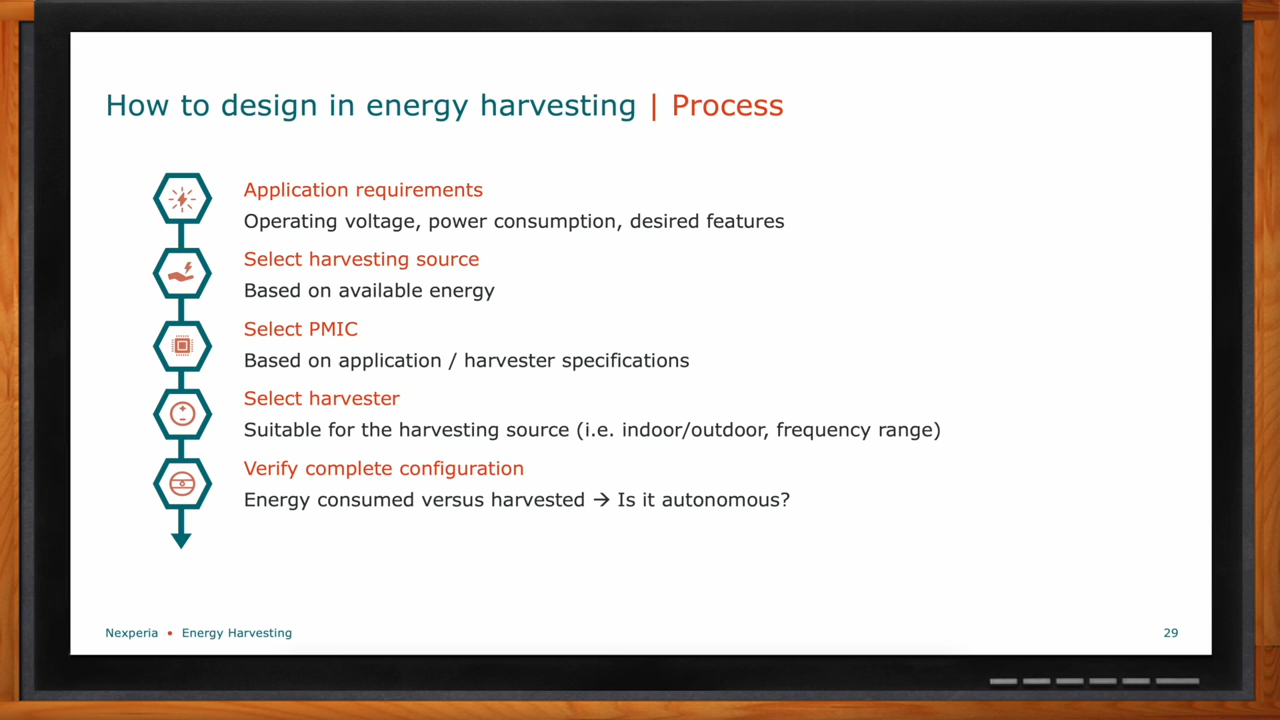 How to design in energy harvesting | Process
Application requirements
Operating voltage, power consumption, desired features
Select harvesting source
Based on available energy
Select PMIC
Based on application / harvester specifications
Select harvester
Suitable for the harvesting source (i.e. indoor/outdoor, frequency range)
Verify complete configuration
Energy consumed versus harvested → Is it autonomous?
Nexperia • Energy Harvesting
29